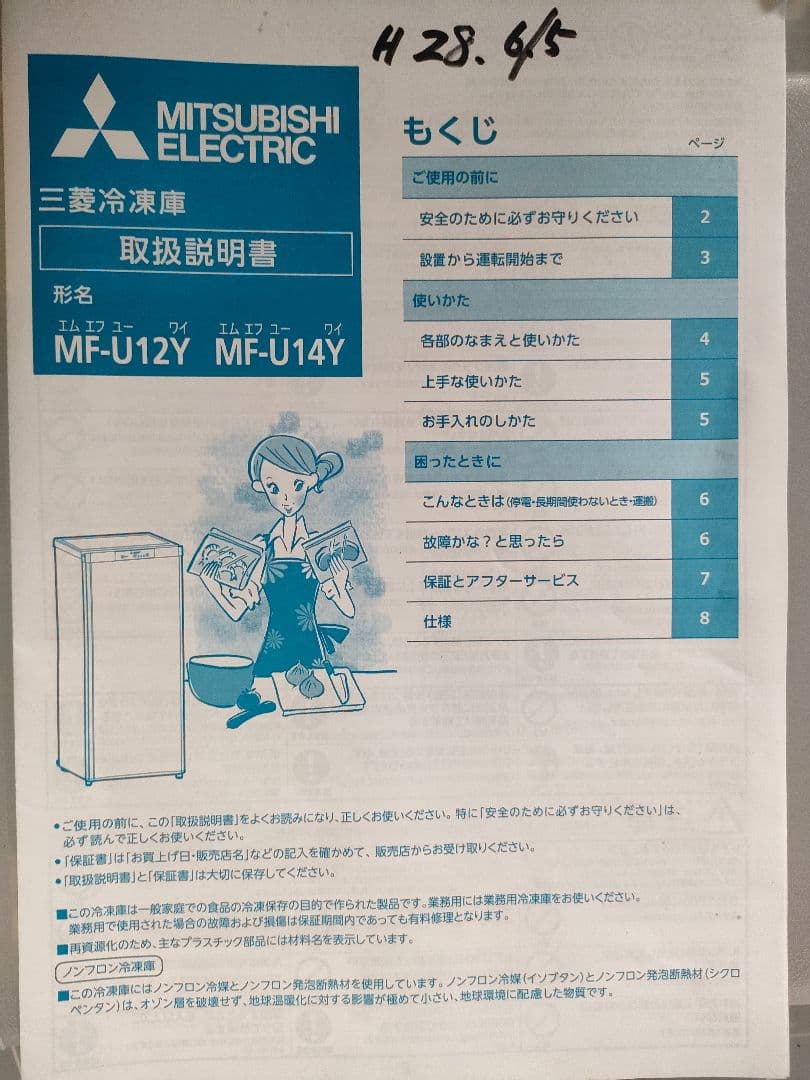 H 28. 6/5
MITSUBISHI
ELECTRIC
三菱冷凍庫
取扱説明書
形名
エム エフ ユー ワイ エム エフ ユー ワイ
MF-U12Y MF-U14Y
もくじ
ページ
ご使用の前に
安全のために必ずお守りください 2
設置から運転開始まで 3
使いかた
各部のなまえと使いかた 4
上手な使いかた 5
お手入れのしかた 5
困ったときに
こんなときは(停電・長期間使わないとき・運搬) 6
故障かな?と思ったら 6
保証とアフターサービス 7
仕様 8
●ご使用の前に、この「取扱説明書」をよくお読みになり、正しくお使いください。特に「安全のために必ずお守りください」は、
必ず読んで正しくお使いください。
●「保証書」は「お買上げ日・販売店名」などの記入を確かめて、販売店からお受け取りください。
●「取扱説明書」と「保証書」は大切に保存してください。
■この冷凍庫は一般家庭での食品の冷凍保存の目的で作られた製品です。業務用には業務用冷凍庫をお使いください。
業務用で使用された場合の故障および損傷は保証期間内であっても有料修理となります。
■再資源化のため、主なプラスチック部品には材料名を表示しています。
ノンフロン冷凍庫
■この冷凍庫にはノンフロン冷媒とノンフロン発泡断熱材を使用しています。ノンフロン冷媒(イソブタン)とノンフロン発泡断熱材(シクロ
ペンタン)は、オゾン層を破壊せず、地球温暖化に対する影響が極めて小さい、地球環境に配慮した物質です。